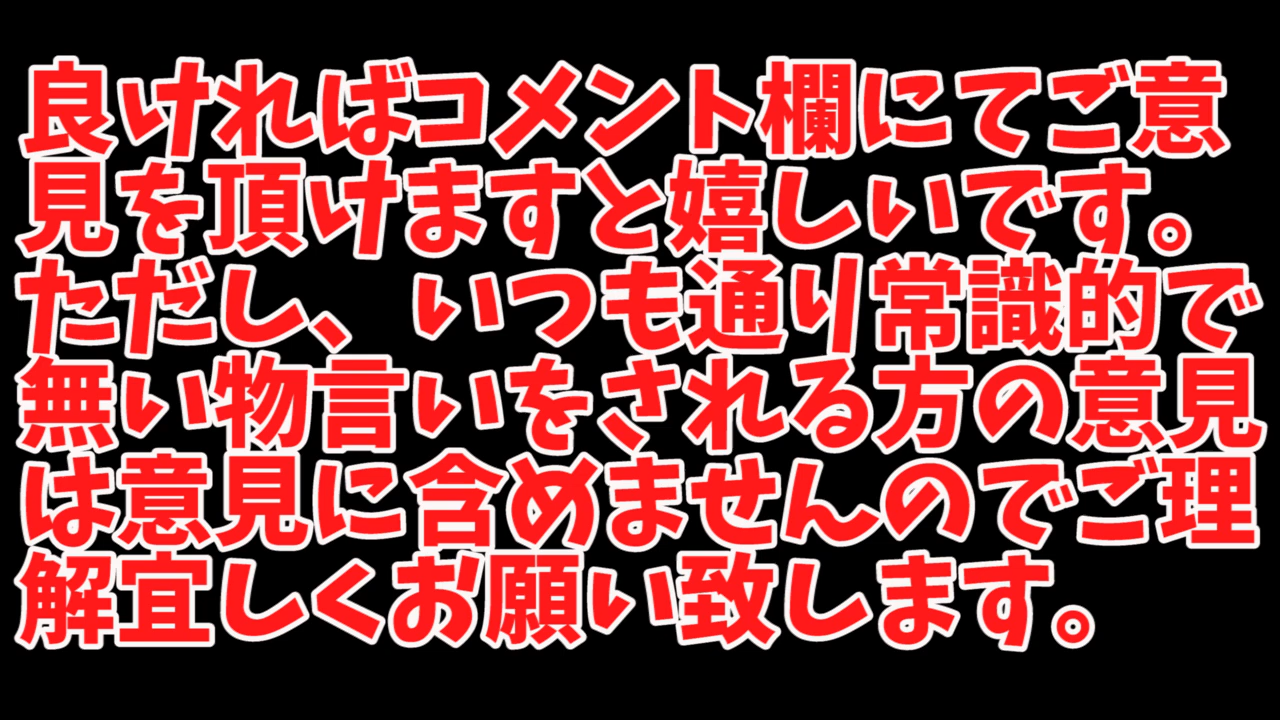 良ければコメント欄にてご意
見を頂けますと嬉しいです。
ただし、いつも通り常識的で
無い物言いをされる方の意見
は意見に含めませんのでご理
解宜しくお願い致します。